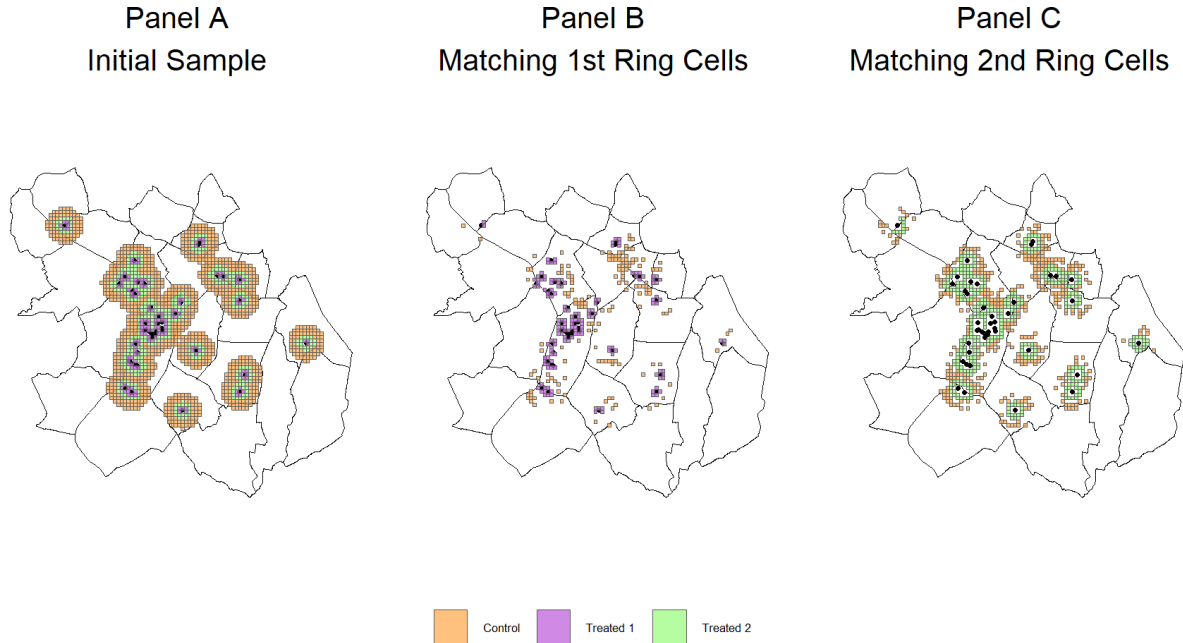 Panel A
Initial Sample
Panel B
Matching 1st Ring Cells
Panel C
Matching 2nd Ring Cells
Control
Treated 1
Treated 2